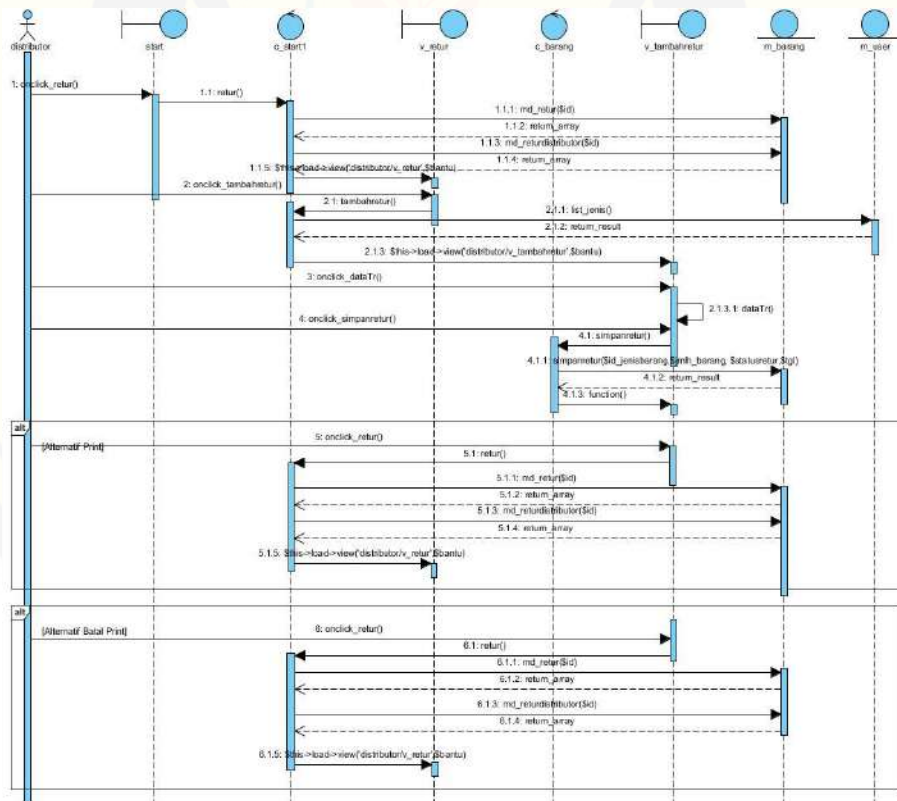 distributor
start
c_start1
v_retur
c_barang
v_tambahretur
m_barang
m_user
1: onclick_retur()
1.1: retur()
1.1.1: md_retur($id)
1.1.2: return_array
1.1.3: md_returdistributor($id)
1.1.4: return_array
1.1.5: $this->load->view('distributor/v_retur',$bantu)
2: onclick_tambahretur()
2.1: tambahretur()
2.1.1: list_jenis()
2.1.2: return_result
2.1.3: $this->load->view('distributor/v_tambahretur',$bantu)
3: onclick_dataTr()
2.1.3.1: dataTr()
4: onclick_simpanretur()
4.1: simpanretur()
4.1.1: simpanretur($id_jenisbarang,$jmlh_barang, $statusretur,$tgl)
4.1.2: return_result
4.1.3: function()
alt
[Alternatif Print]
5: onclick_retur()
5.1: retur()
5.1.1: md_retur($id)
5.1.2: return_array
5.1.3: md_returdistributor($id)
5.1.4: return_array
5.1.5: $this->load->view('distributor/v_retur',$bantu)
alt
[Alternatif Batal Print]
6: onclick_retur()
6.1: retur()
6.1.1: md_retur($id)
6.1.2: return_array
6.1.3: md_returdistributor($id)
6.1.4: return_array
6.1.5: $this->load->view('distributor/v_retur',$bantu)